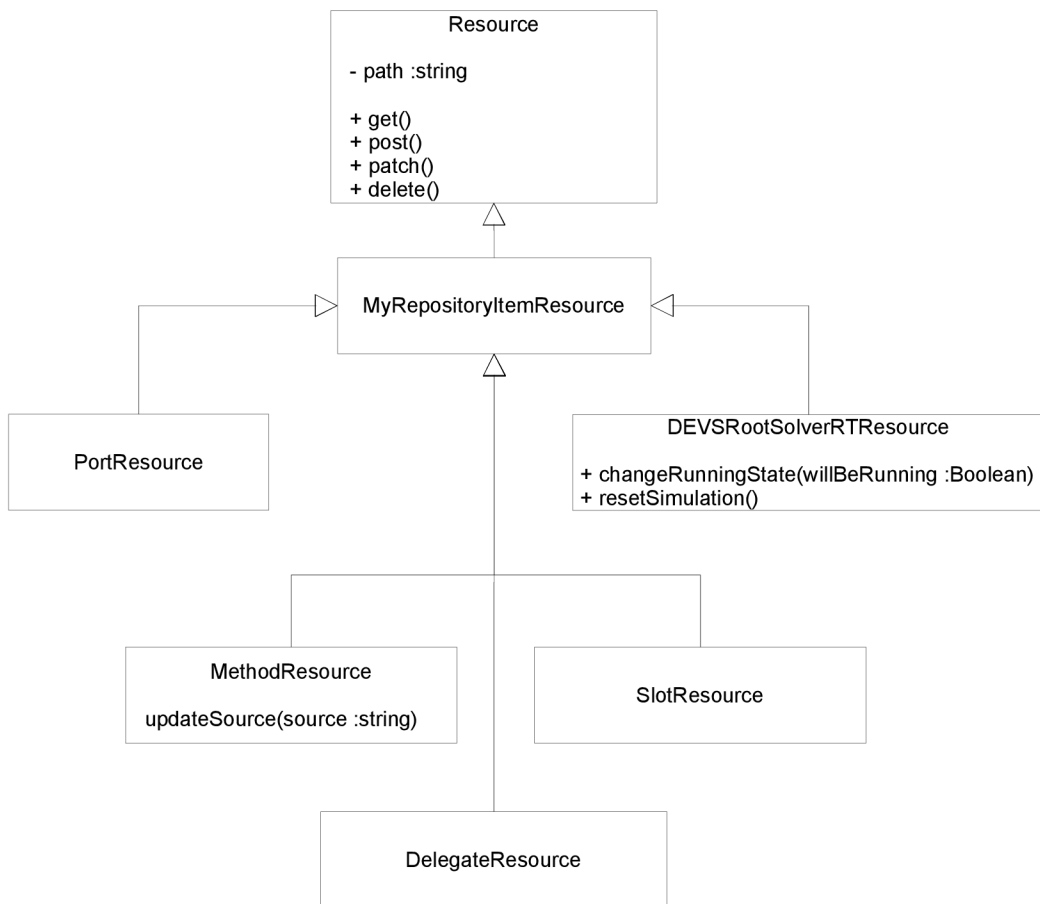 Resource
- path :string
+ get()
+ post()
+ patch()
+ delete()
MyRepositoryItemResource
PortResource
DEVSRootSolverRTResource
+ changeRunningState(willBeRunning :Boolean)
+ resetSimulation()
MethodResource
updateSource(source :string)
SlotResource
DelegateResource